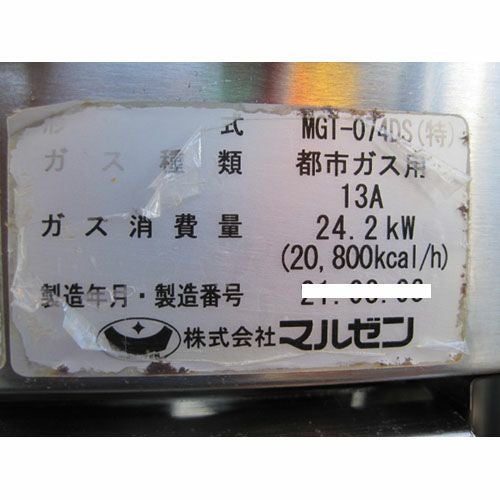 形 式 MGT-074DS(特)
ガス種類 都市ガス用
13A
ガス消費量 24.2kW
(20,800kcal/h)
製造年月・製造番号
株式会社 マルゼン